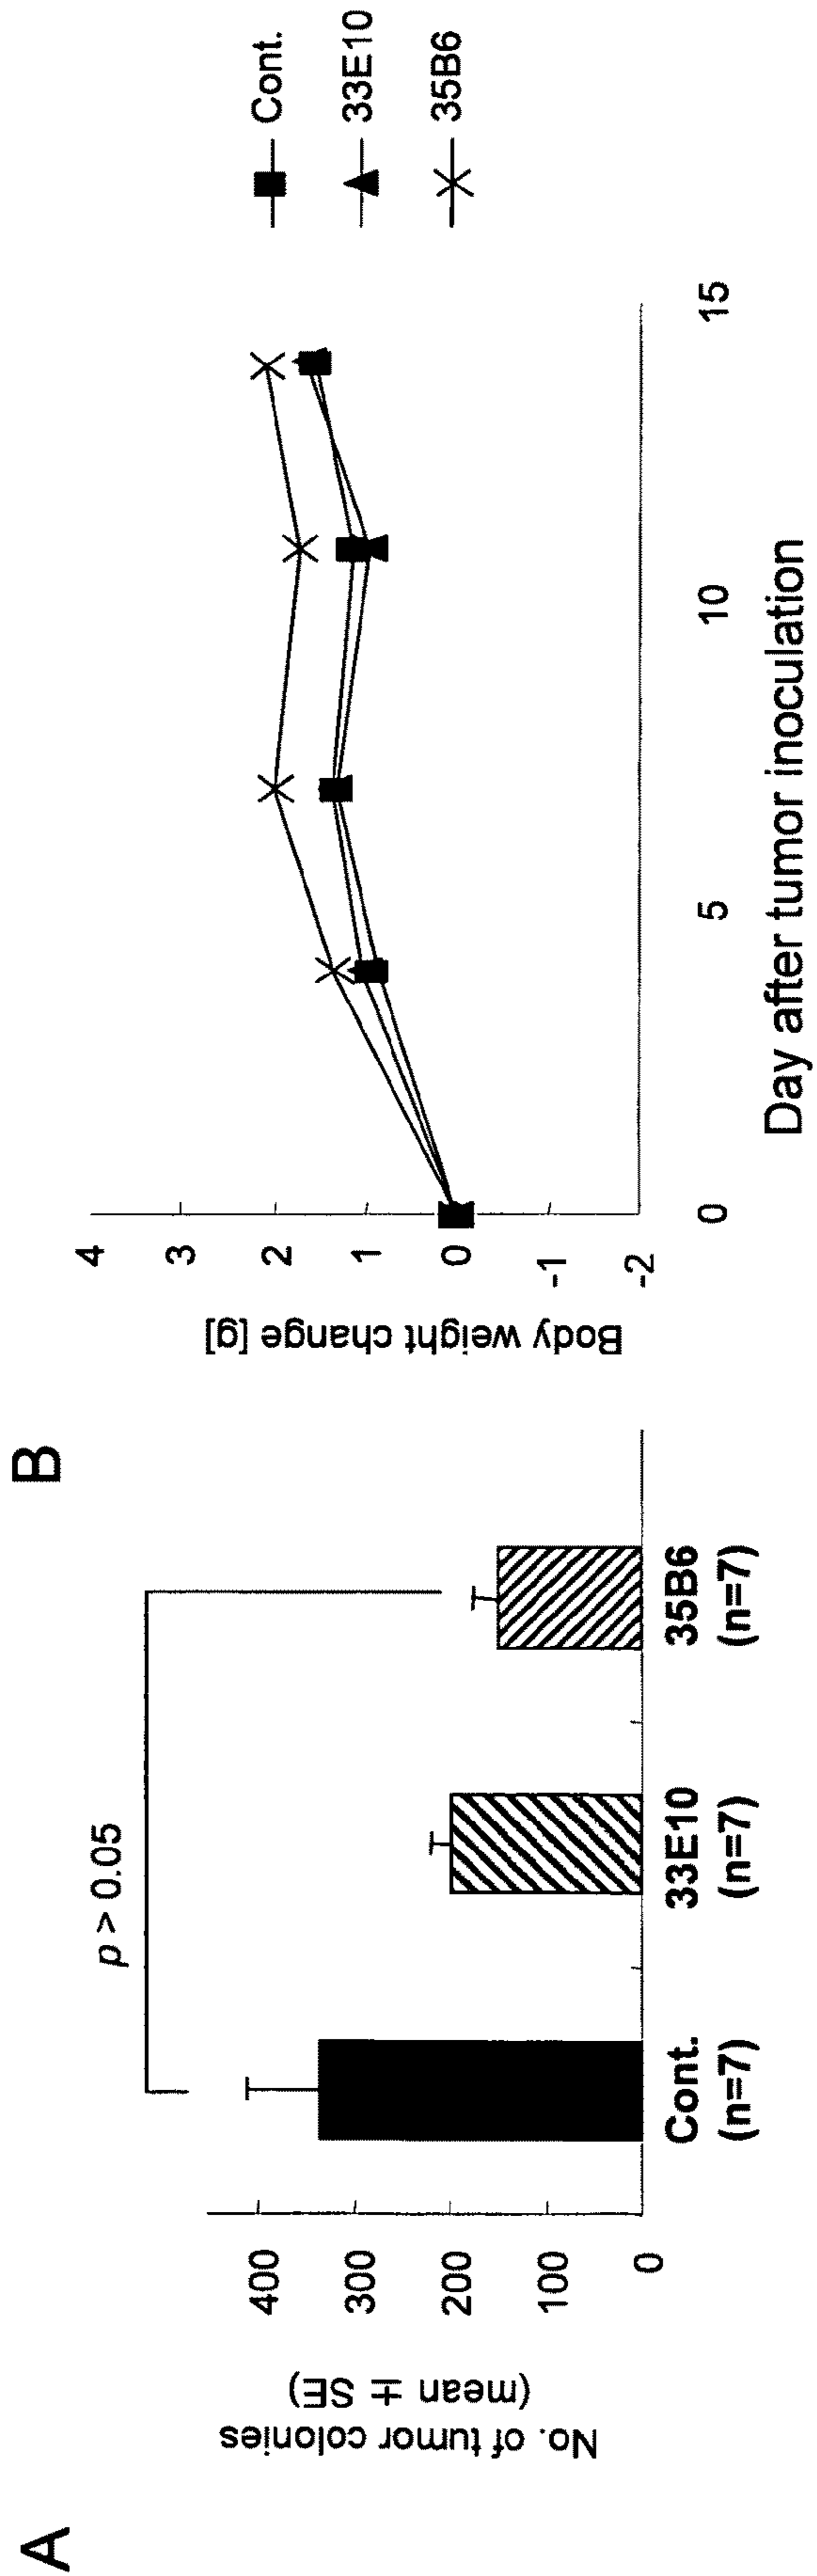 A
No. of tumor colonies
(mean ± SE)
400
300
200
100
0
p > 0.05
Cont.
(n=7)
33E10
(n=7)
35B6
(n=7)
B
Body weight change [g]
4
3
2
1
0
-1
-2
0
5
10
15
Day after tumor inoculation
Cont.
33E10
35B6